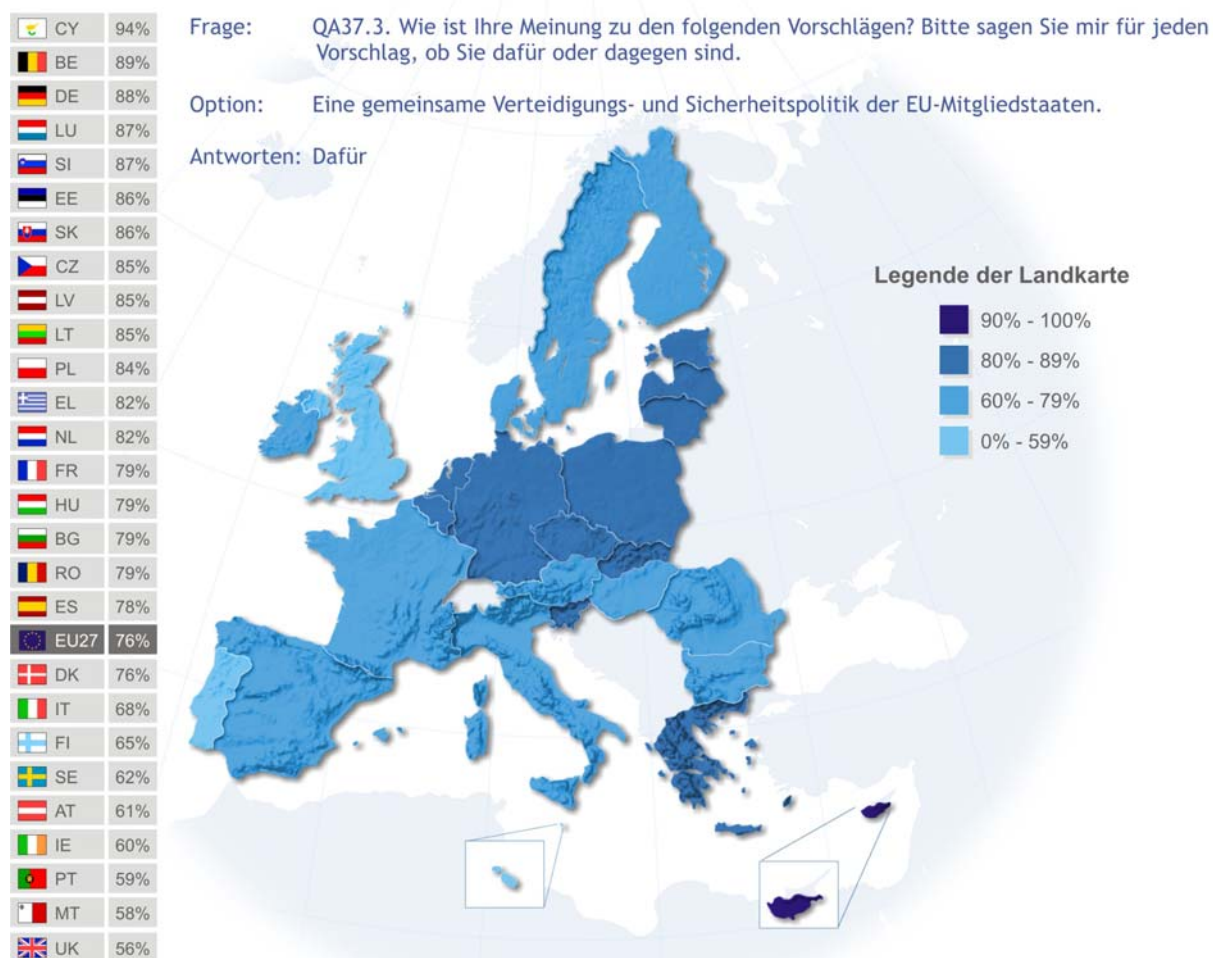 Frage: QA37.3. Wie ist Ihre Meinung zu den folgenden Vorschlägen? Bitte sagen Sie mir für jeden
Vorschlag, ob Sie dafür oder dagegen sind.
Option: Eine gemeinsame Verteidigungs- und Sicherheitspolitik der EU-Mitgliedstaaten.
Antworten: Dafür
CY 94%
BE 89%
DE 88%
LU 87%
SI 87%
EE 86%
SK 86%
CZ 85%
LV 85%
LT 85%
PL 84%
EL 82%
NL 82%
FR 79%
HU 79%
BG 79%
RO 79%
ES 78%
EU27 76%
DK 76%
IT 68%
FI 65%
SE 62%
AT 61%
IE 60%
PT 59%
MT 58%
UK 56%
Legende der Landkarte
90% - 100%
80% - 89%
60% - 79%
0% - 59%